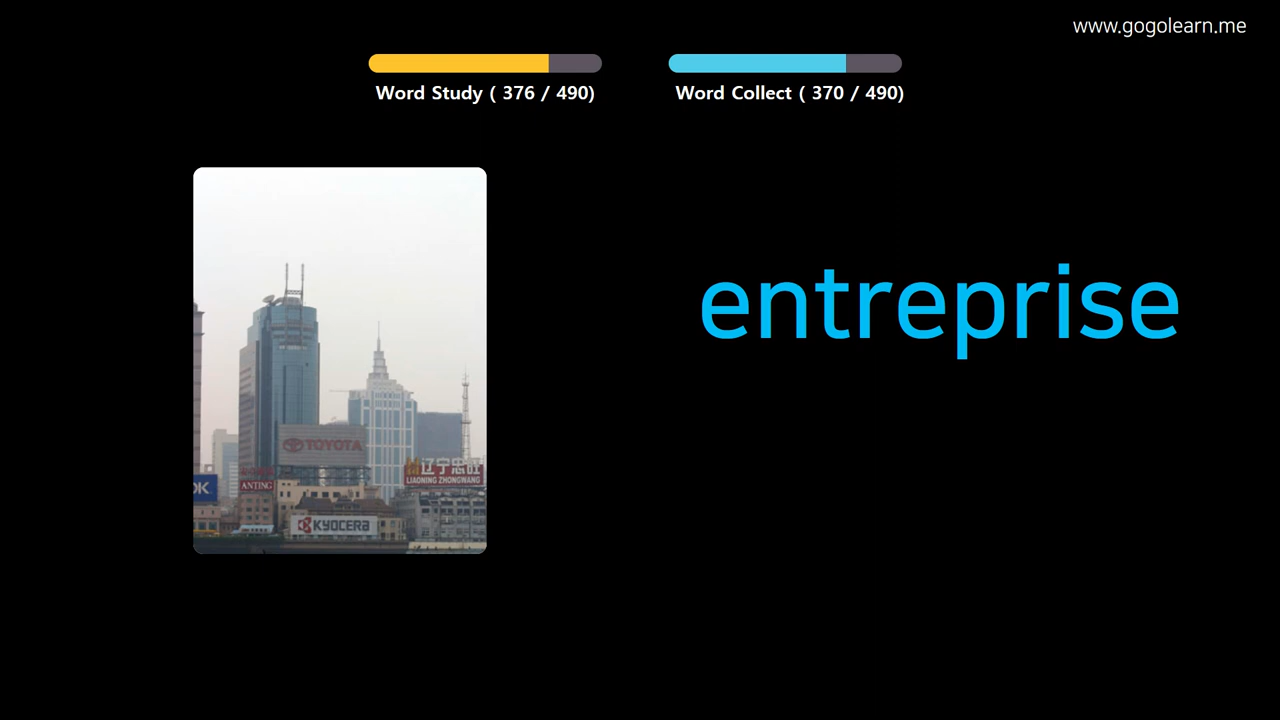 www.gogolearn.me
Word Study ( 376 / 490)
Word Collect ( 370 / 490)
entreprise
TOYOTA
辽宁忠旺
LIAONING ZHONGWANG
OK
ANTING
KYOCERA